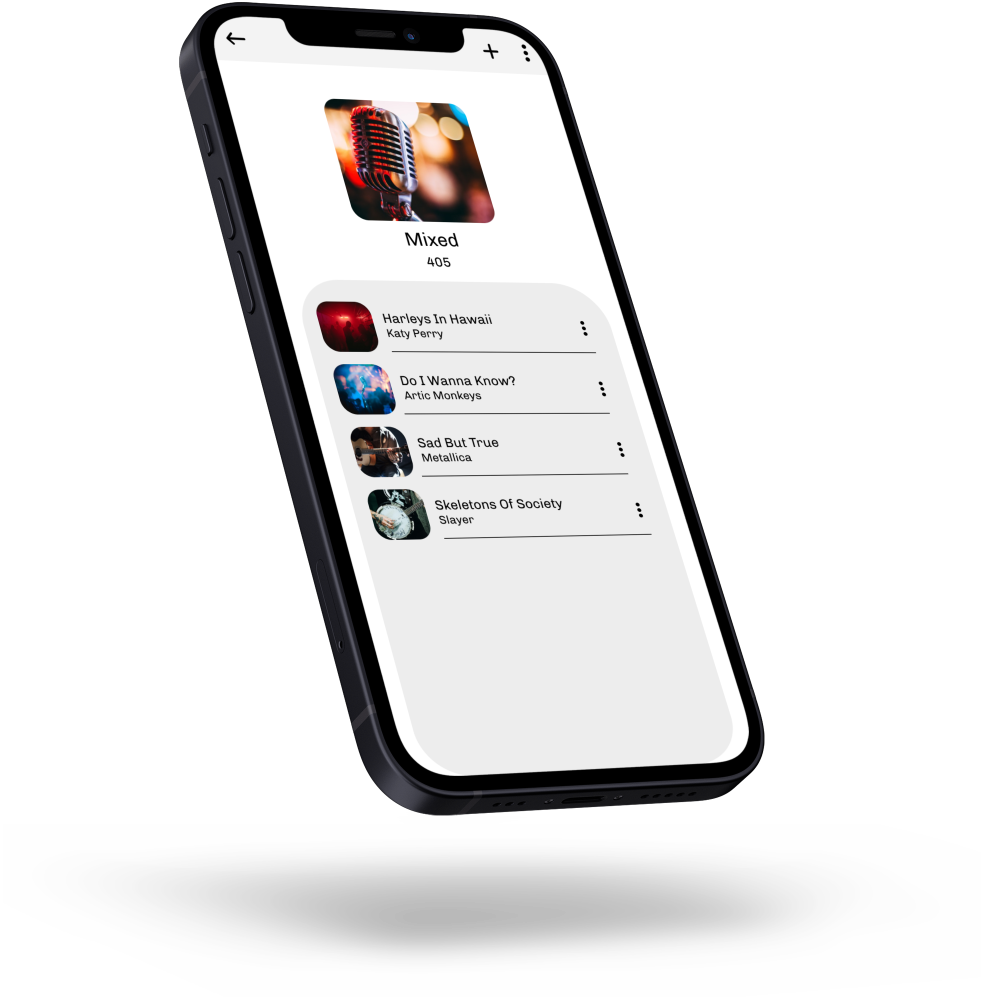 Mixed
405
Harleys In Hawaii
Katy Perry
Do I Wanna Know?
Artic Monkeys
Sad But True
Metallica
Skeletons Of Society
Slayer